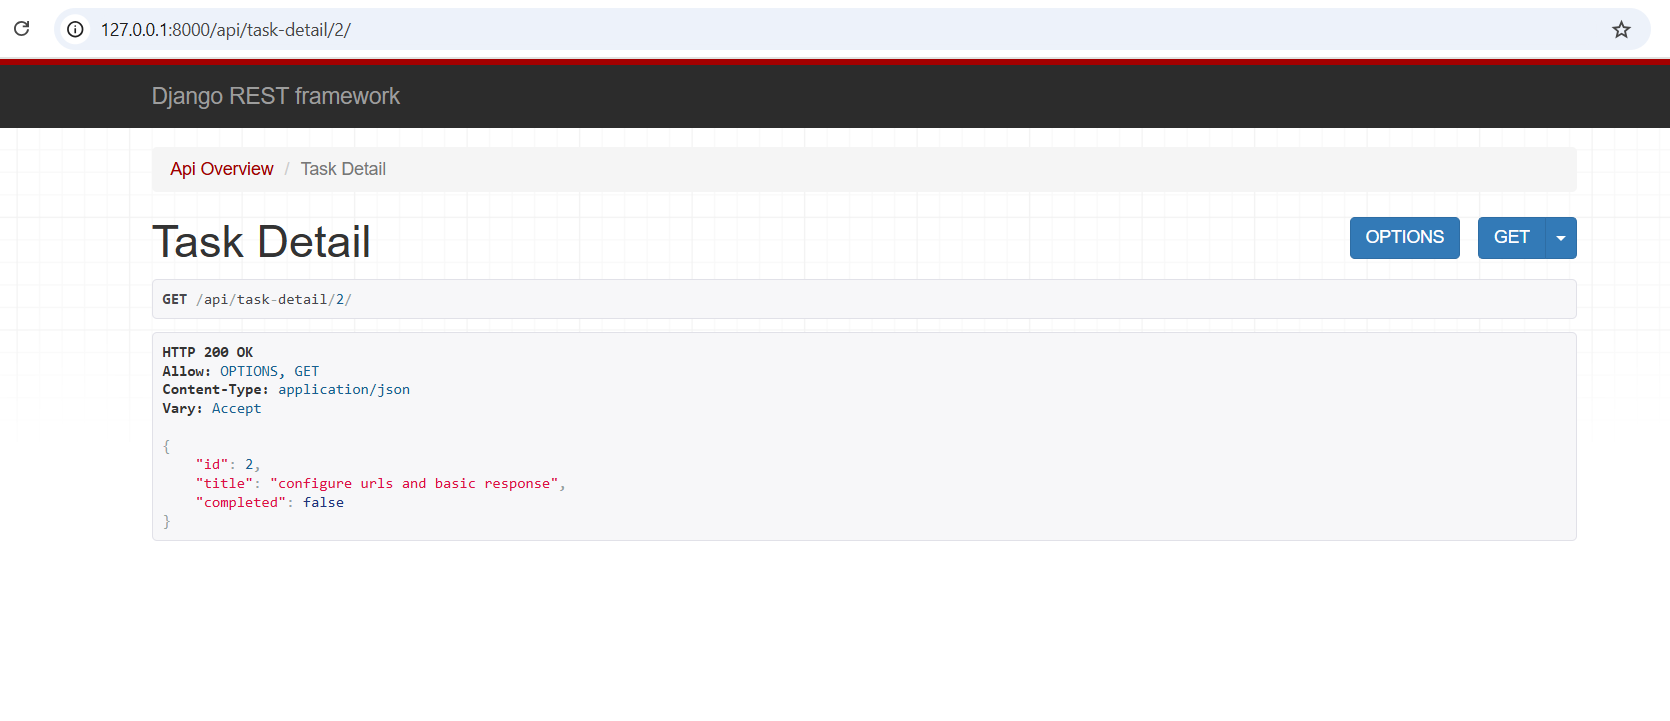 127.0.0.1:8000/api/task-detail/2/
Django REST framework
Api Overview / Task Detail
Task Detail
OPTIONS
GET
GET /api/task-detail/2/
HTTP 200 OK
Allow: OPTIONS, GET
Content-Type: application/json
Vary: Accept
{
    "id": 2,
    "title": "configure urls and basic response",
    "completed": false
}